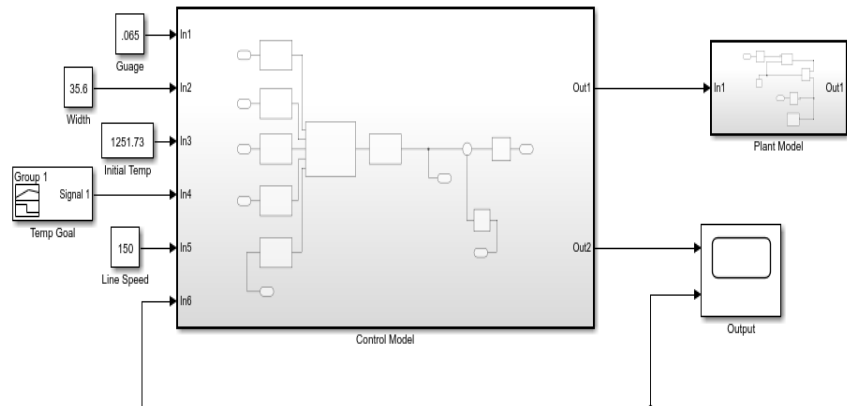 .065
Guage
In1
35.6
Width
In2
1251.73
Initial Temp
In3
Group 1
Signal 1
Temp Goal
In4
150
Line Speed
In5
In6
Out1
Out2
Control Model
In1
Out1
Plant Model
Output